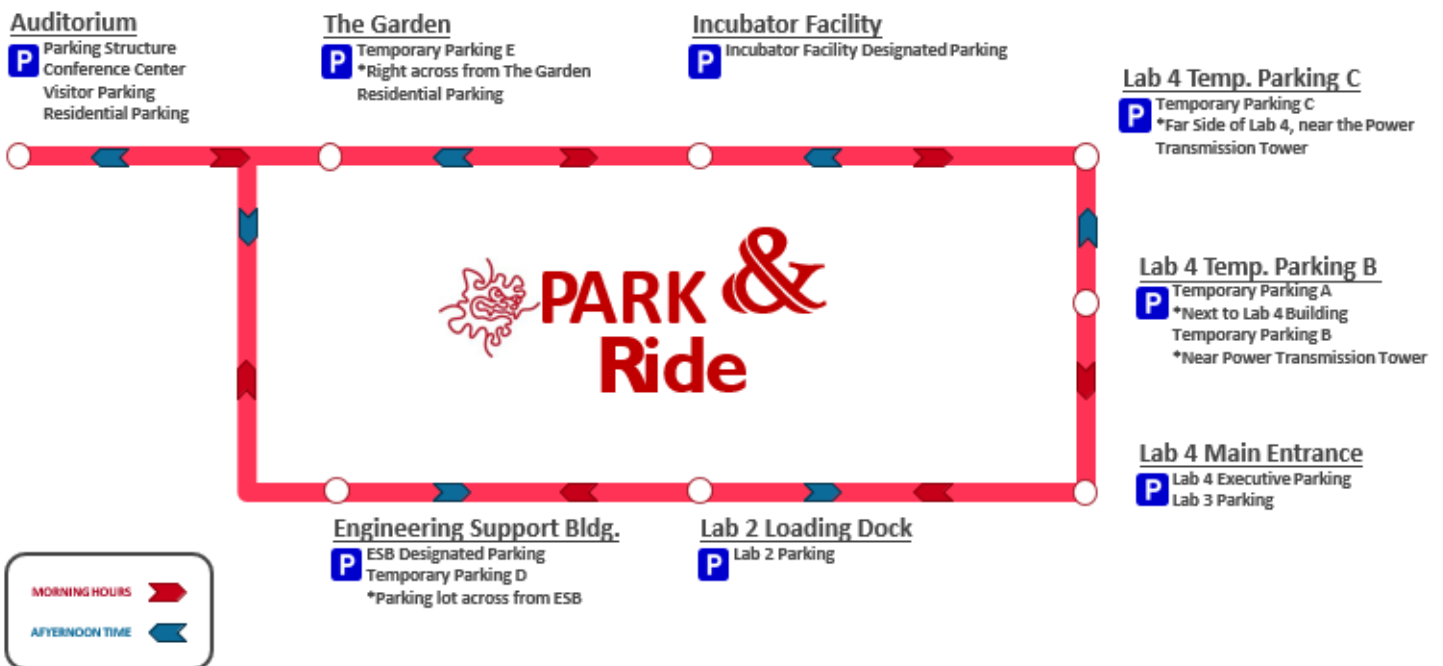 Auditorium
P
Parking Structure
Conference Center
Visitor Parking
Residential Parking
The Garden
P
Temporary Parking E
*Right across from The Garden
Residential Parking
Incubator Facility
P
Incubator Facility Designated Parking
Lab 4 Temp. Parking C
P
Temporary Parking C
*Far Side of Lab 4, near the Power
Transmission Tower
PARK &
Ride
Lab 4 Temp. Parking B
P
Temporary Parking A
*Next to Lab 4 Building
Temporary Parking B
*Near Power Transmission Tower
Lab 4 Main Entrance
P
Lab 4 Executive Parking
Lab 3 Parking
Engineering Support Bldg.
P
ESB Designated Parking
Temporary Parking D
*Parking lot across from ESB
Lab 2 Loading Dock
P
Lab 2 Parking
MORNING HOURS
AFYERNOON TIME